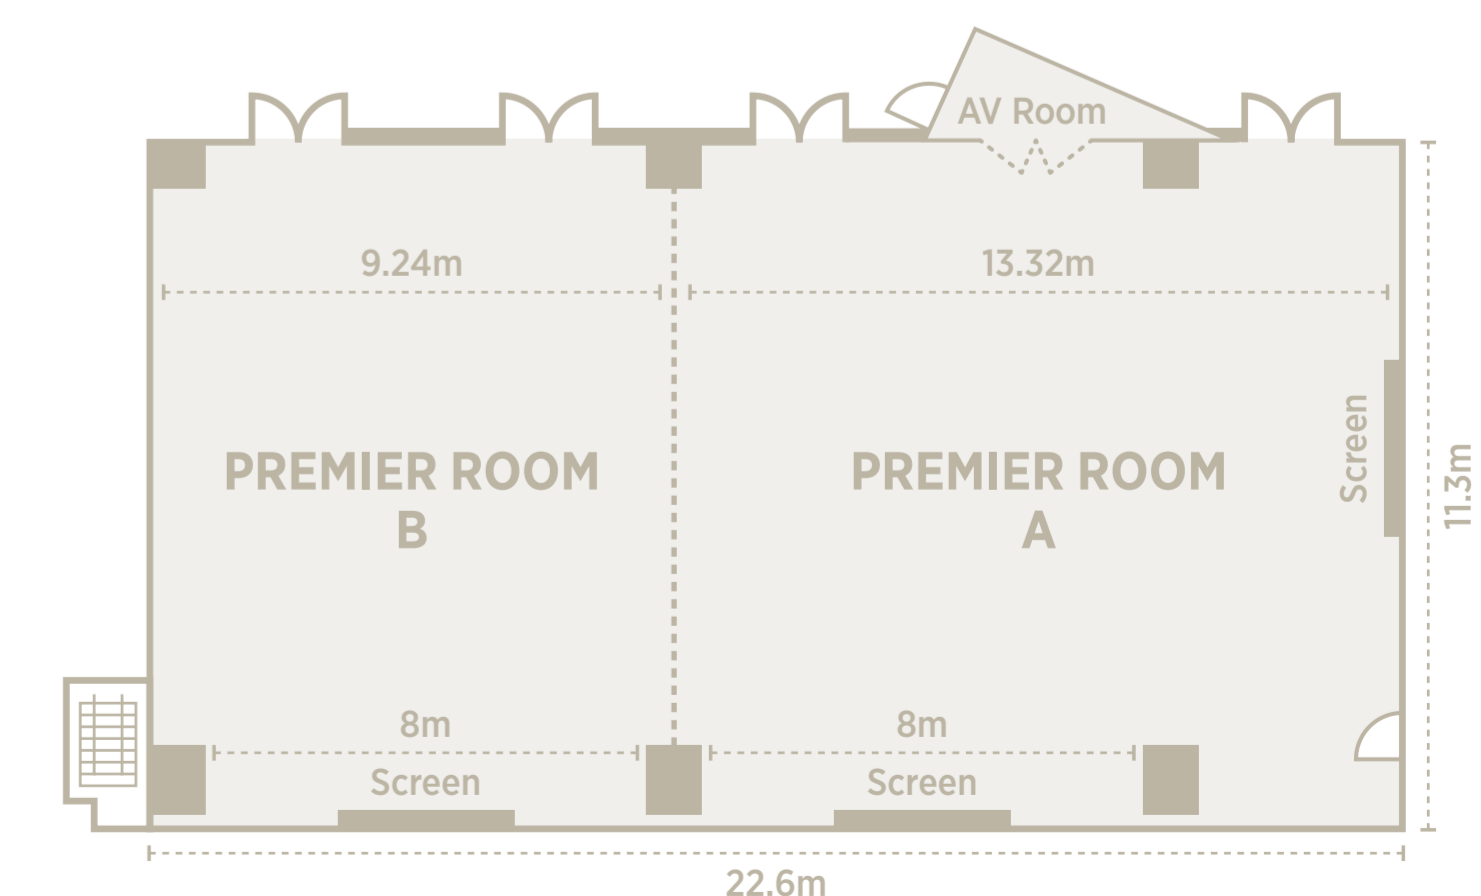 AV Room
9.24m
13.32m
PREMIER ROOM
B
PREMIER ROOM
A
Screen
11.3m
8m
Screen
8m
Screen
22.6m